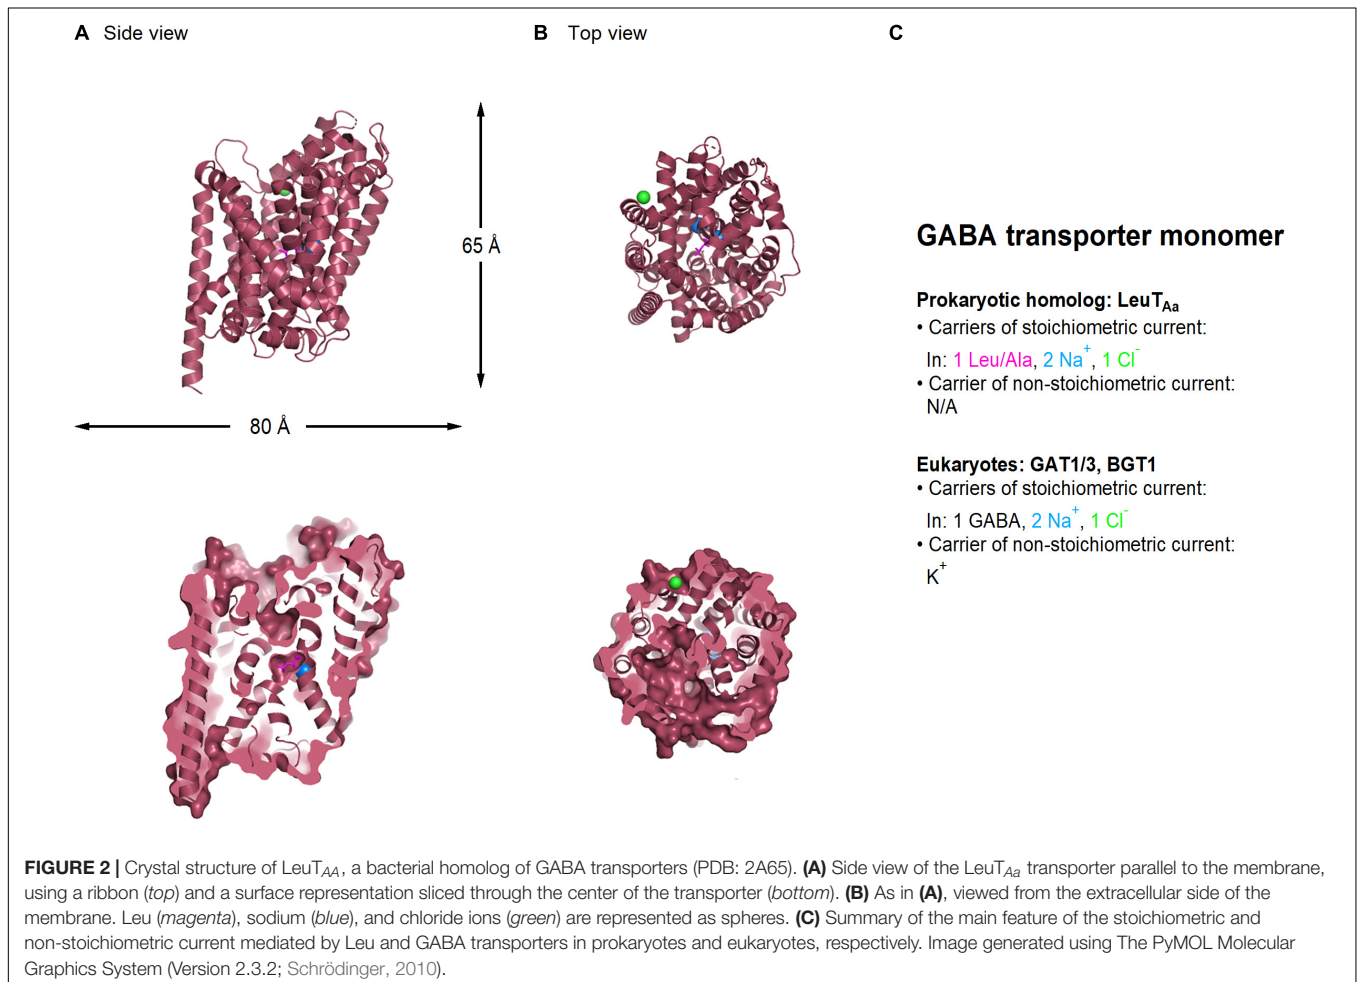 A Side view
B Top view
C
65 Å
80 Å
GABA transporter monomer
Prokaryotic homolog: LeuTAa
• Carriers of stoichiometric current:
In: 1 Leu/Ala, 2 Na+, 1 Cl-
• Carrier of non-stoichiometric current:
N/A
Eukaryotes: GAT1/3, BGT1
• Carriers of stoichiometric current:
In: 1 GABA, 2 Na+, 1 Cl-
• Carrier of non-stoichiometric current:
K+
FIGURE 2 | Crystal structure of LeuTAA, a bacterial homolog of GABA transporters (PDB: 2A65). (A) Side view of the LeuTAa transporter parallel to the membrane,
using a ribbon (top) and a surface representation sliced through the center of the transporter (bottom). (B) As in (A), viewed from the extracellular side of the
membrane. Leu (magenta), sodium (blue), and chloride ions (green) are represented as spheres. (C) Summary of the main feature of the stoichiometric and
non-stoichiometric current mediated by Leu and GABA transporters in prokaryotes and eukaryotes, respectively. Image generated using The PyMOL Molecular
Graphics System (Version 2.3.2; Schrödinger, 2010).